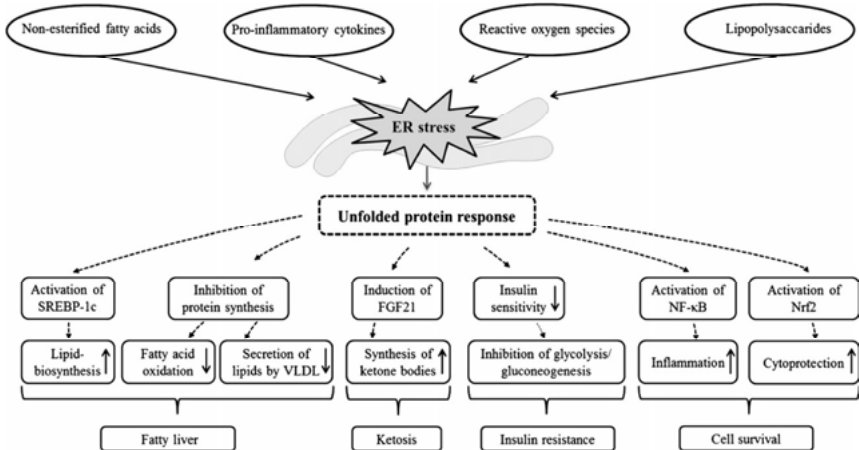 Non-esterified fatty acids
Pro-inflammatory cytokines
Reactive oxygen species
Lipopolysaccarides
ER stress
Unfolded protein response
Activation of
SREBP-1c
Inhibition of
protein synthesis
Induction of
FGF21
Insulin
sensitivity
Activation of
NF-κB
Activation of
Nrf2
Lipid-
biosynthesis
Fatty acid
oxidation
Secretion of
lipids by VLDL
Synthesis of
ketone bodies
Inhibition of glycolysis/
gluconeogenesis
Inflammation
Cytoprotection
Fatty liver
Ketosis
Insulin resistance
Cell survival